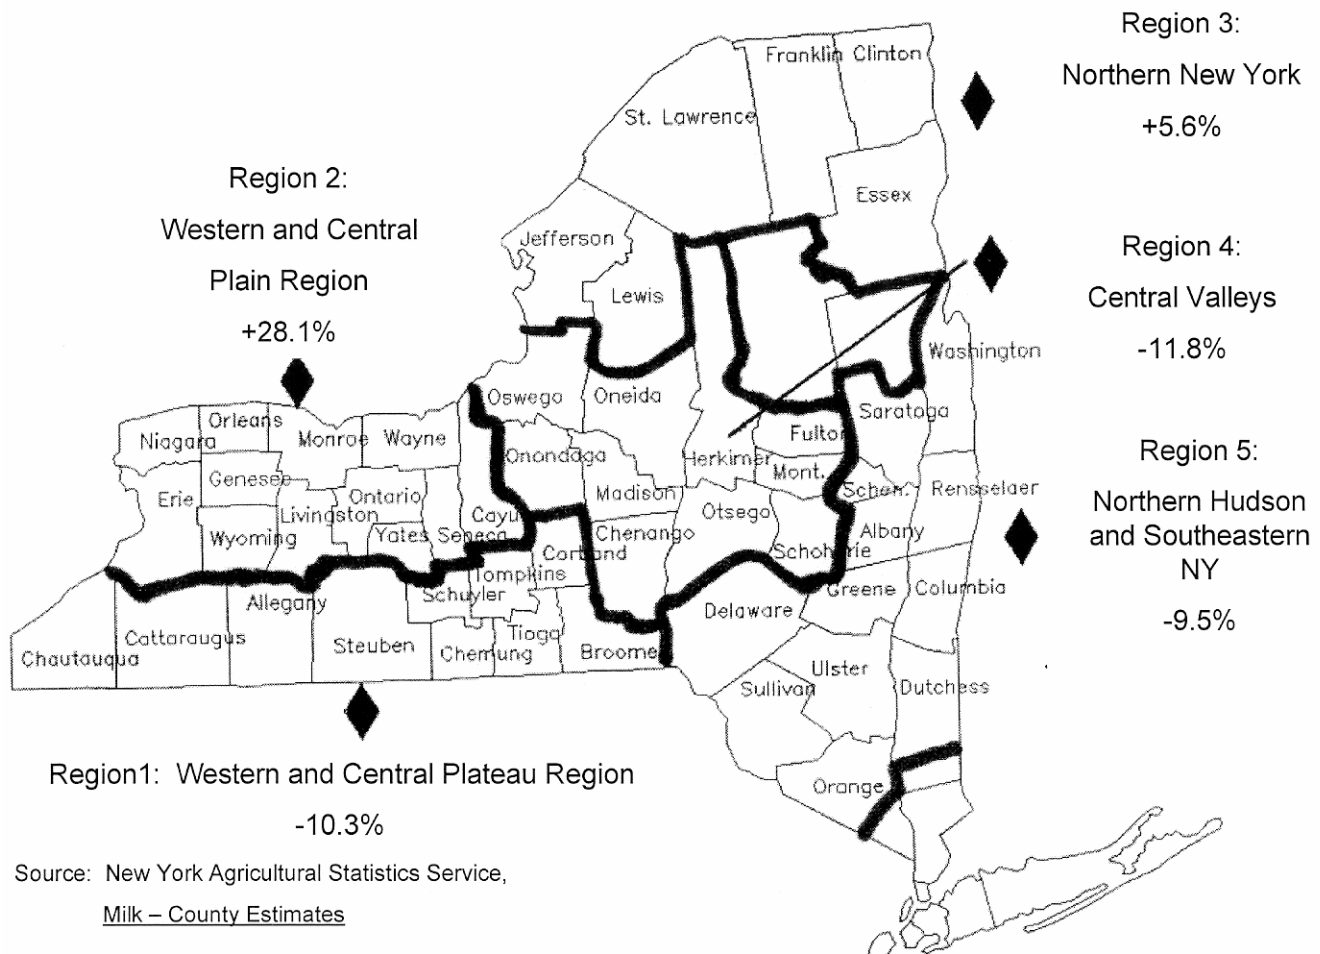 Region 3:
Northern New York
+5.6%
Region 2:
Western and Central
Plain Region
+28.1%
Region 4:
Central Valleys
-11.8%
Region 5:
Northern Hudson
and Southeastern
NY
-9.5%
Franklin Clinton
St. Lawrence
Essex
Jefferson
Lewis
Washington
Oswego Oneida
Saratoga
Orleans
Niagara Monroe Wayne
Fulton
Onondaga Herkimer
Mont.
Genesee
Erie Ontario Madison Schen. Rensselaer
Livingston Cayu Otsego
Wyoming Yates Seneca Chenango Albany
Cortland Schoharie
Tompkins
Schuyler Greene Columbia
Allegany Delaware
Cattaraugus Steuben Tioga
Chautauqua Chemung Broome
Ulster
Sullivan Dutchess
Orange
Region1: Western and Central Plateau Region
-10.3%
Source: New York Agricultural Statistics Service,
Milk – County Estimates